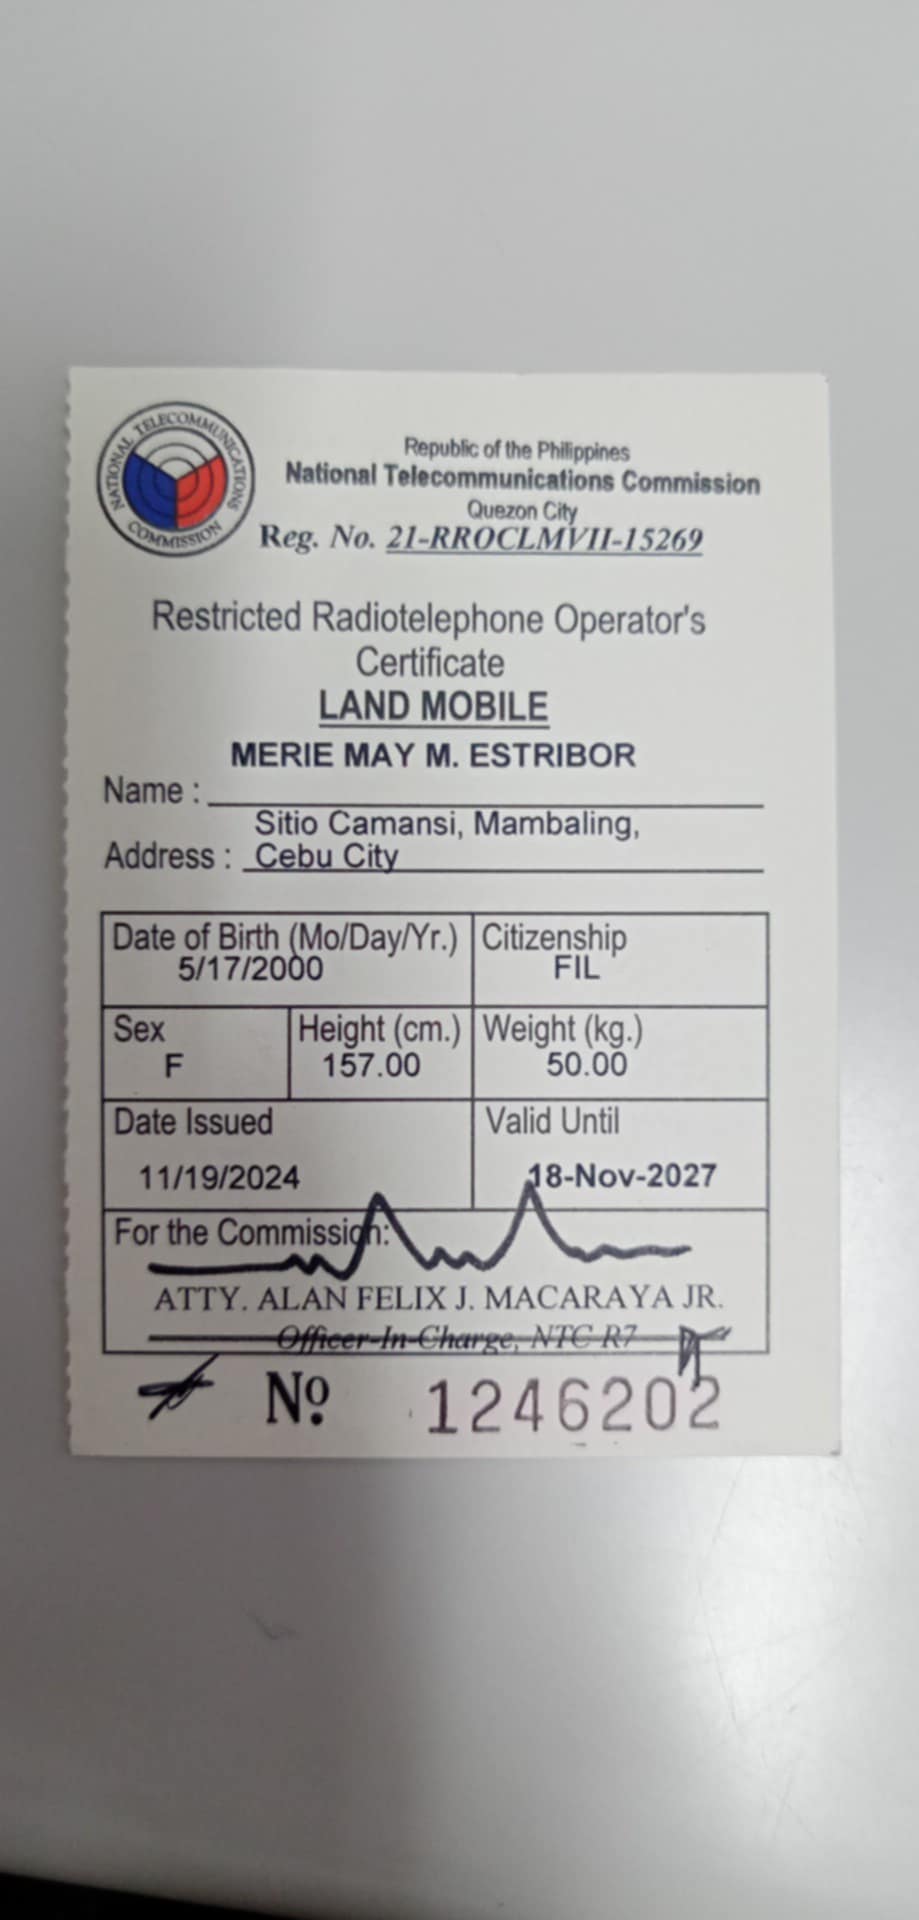 NATIONAL TELECOMMUNICATIONS COMMISSION
Republic of the Philippines
National Telecommunications Commission
Quezon City
Reg. No. 21-RROCLMVII-15269
Restricted Radiotelephone Operator's
Certificate
LAND MOBILE
MERIE MAY M. ESTRIBOR
Name :
Sitio Camansi, Mambaling,
Address : Cebu City
Date of Birth (Mo/Day/Yr.) Citizenship
5/17/2000 FIL
Sex Height (cm.) Weight (kg.)
F 157.00 50.00
Date Issued Valid Until
11/19/2024 18-Nov-2027
For the Commission:
ATTY. ALAN FELIX J. MACARAYA JR.
Officer-In-Charge, NTC R7
Nº 1246202